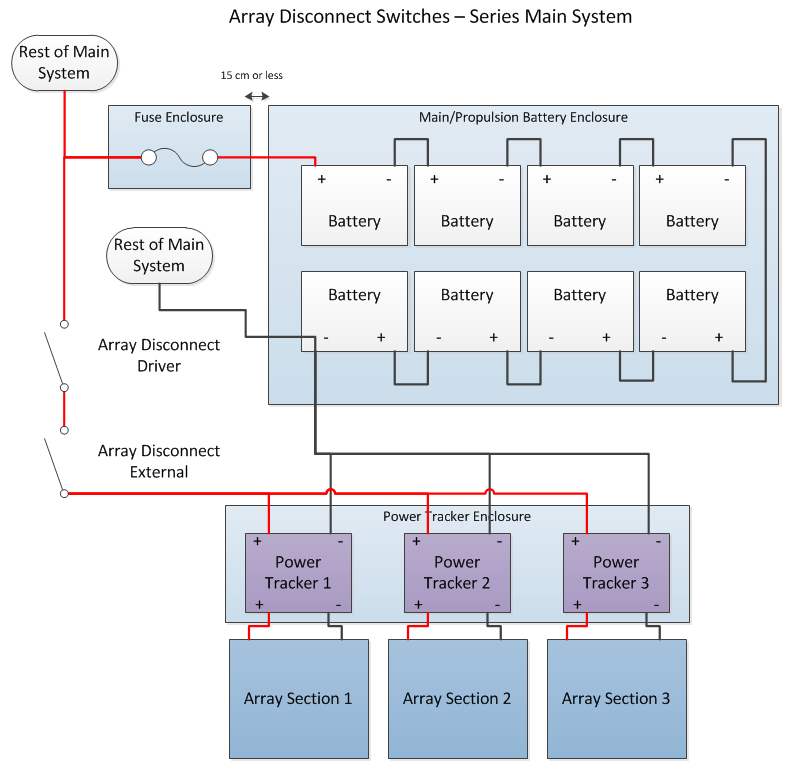 Array Disconnect Switches – Series Main System
Rest of Main
System
15 cm or less
Fuse Enclosure
Main/Propulsion Battery Enclosure
+ -
+ -
+ -
+ -
Battery
Battery
Battery
Battery
Rest of Main
System
Battery
Battery
Battery
Battery
- +
- +
- +
- +
Array Disconnect
Driver
Array Disconnect
External
Power Tracker Enclosure
+ -
Power
Tracker 1
+ -
+ -
Power
Tracker 2
+ -
+ -
Power
Tracker 3
+ -
Array Section 1
Array Section 2
Array Section 3